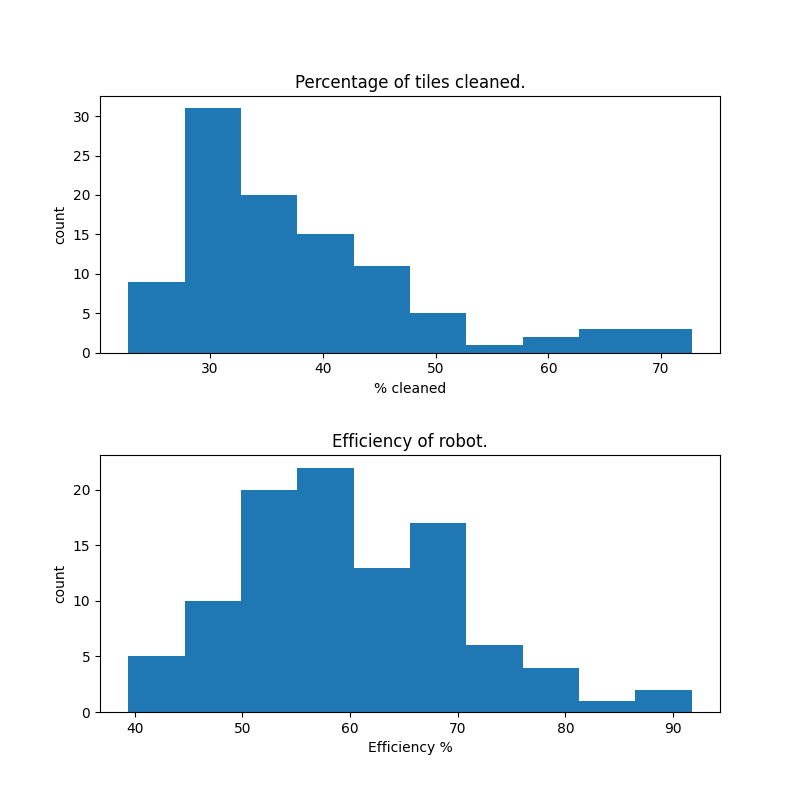 Percentage of tiles cleaned.
30
25
20
15
10
5
0
count
30 40 50 60 70
% cleaned
Efficiency of robot.
20
15
10
5
0
count
40 50 60 70 80 90
Efficiency %